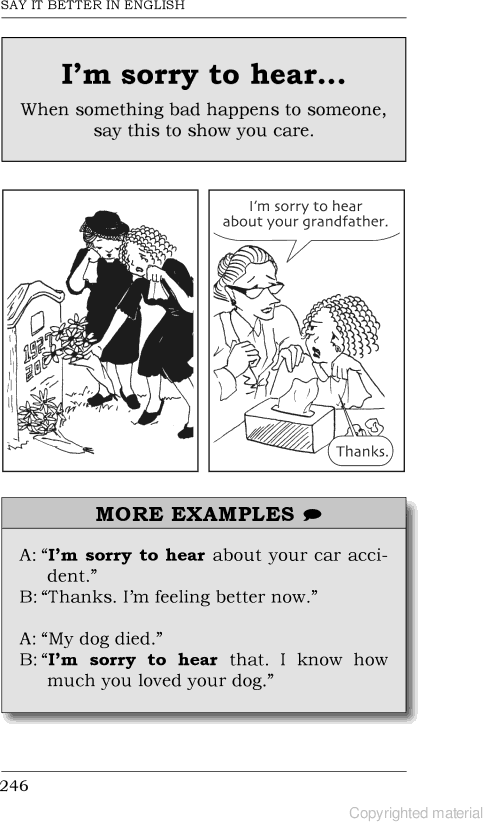 SAY IT BETTER IN ENGLISH
I’m sorry to hear...
When something bad happens to someone,
say this to show you care.
I’m sorry to hear
about your grandfather.
1927
Thanks.
MORE EXAMPLES
A: “I’m sorry to hear about your car acci-
dent.”
B: “Thanks. I’m feeling better now.”
A: “My dog died.”
B: “I’m sorry to hear that. I know how
much you loved your dog.”
246
Copyrighted material